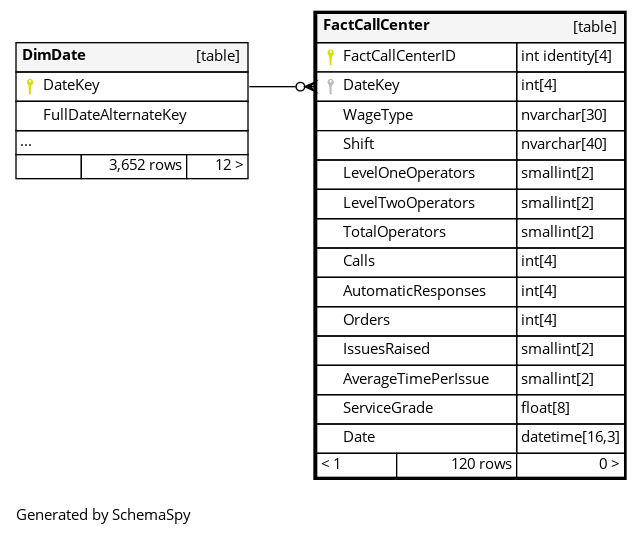 DimDate [table]
DateKey
FullDateAlternateKey
...
3,652 rows 12 >
FactCallCenter [table]
FactCallCenterID int identity[4]
DateKey int[4]
WageType nvarchar[30]
Shift nvarchar[40]
LevelOneOperators smallint[2]
LevelTwoOperators smallint[2]
TotalOperators smallint[2]
Calls int[4]
AutomaticResponses int[4]
Orders int[4]
IssuesRaised smallint[2]
AverageTimePerIssue smallint[2]
ServiceGrade float[8]
Date datetime[16,3]
< 1 120 rows 0 >
Generated by SchemaSpy